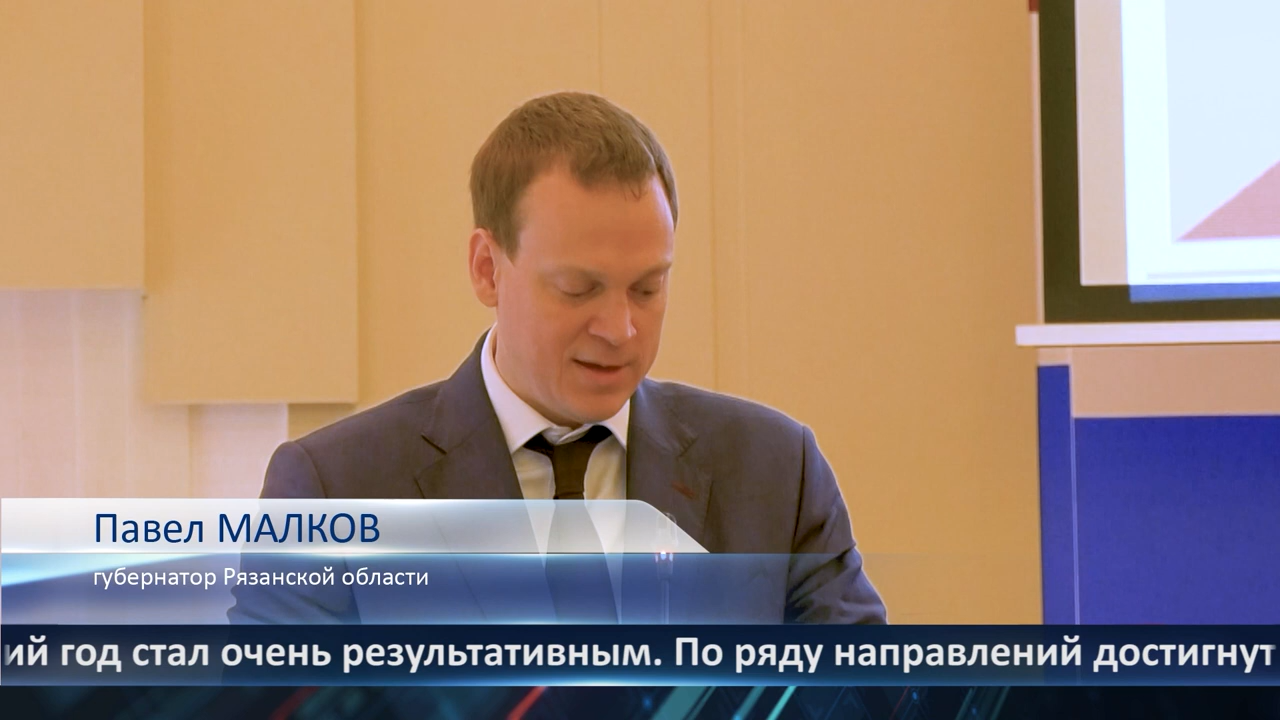 Павел МАЛКОВ
губернатор Рязанской области
ий год стал очень результативным. По ряду направлений достигнут